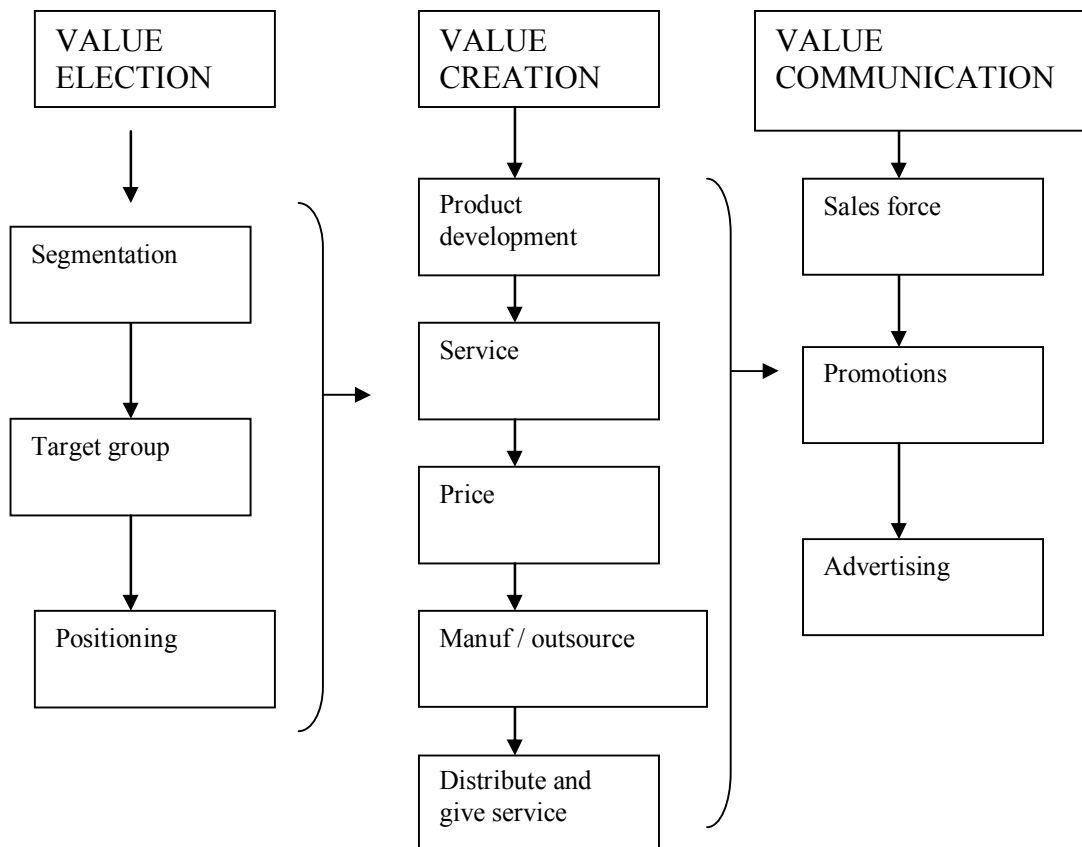 VALUE
ELECTION
Segmentation
Target group
Positioning
VALUE
CREATION
Product
development
Service
Price
Manuf / outsource
Distribute and
give service
VALUE
COMMUNICATION
Sales force
Promotions
Advertising